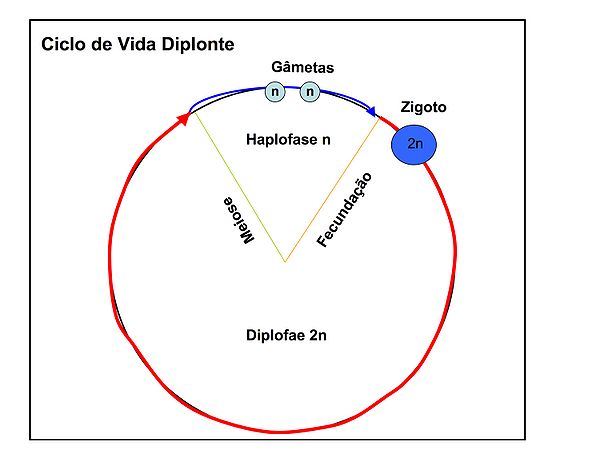 Ciclo de Vida Diplonte
Gâmetas
n n
Zigoto
2n
Haplofase n
Meiose
Fecundação
Diplofae 2n